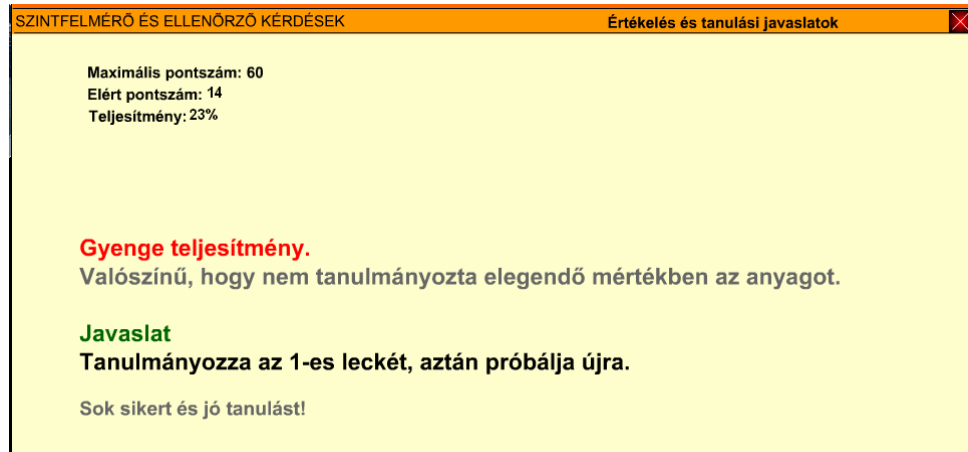 SZINTFELMÉRÕ ÉS ELLENÕRZÕ KÉRDÉSEK Értékelés és tanulási javaslatok
Maximális pontszám: 60
Elért pontszám: 14
Teljesítmény: 23%
Gyenge teljesítmény.
Valószínű, hogy nem tanulmányozta elegendő mértékben az anyagot.
Javaslat
Tanulmányozza az 1-es leckét, aztán próbálja újra.
Sok sikert és jó tanulást!